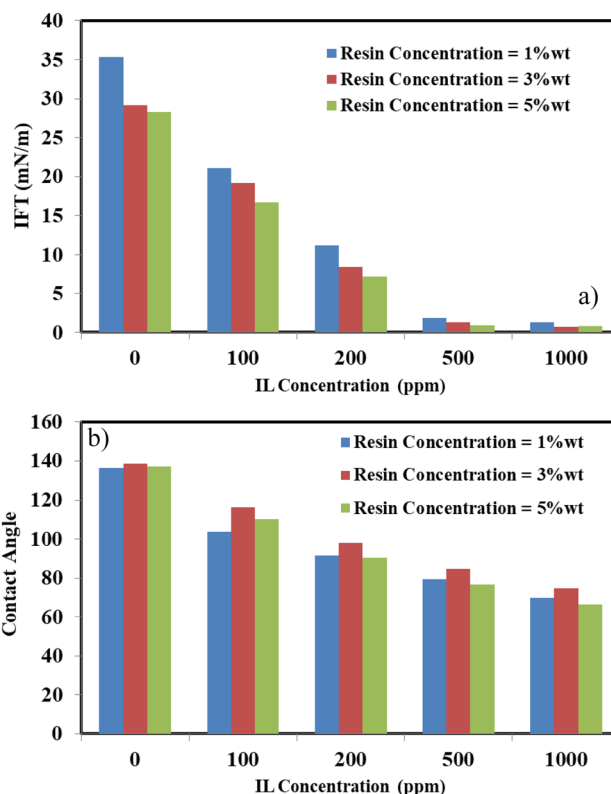 40
35
30
25
20
15
10
5
0
IFT (mN/m)
Resin Concentration = 1%wt
Resin Concentration = 3%wt
Resin Concentration = 5%wt
a)
0 100 200 500 1000
IL Concentration (ppm)
b)
160
140
120
100
80
60
40
20
0
Contact Angle
Resin Concentration = 1%wt
Resin Concentration = 3%wt
Resin Concentration = 5%wt
0 100 200 500 1000
IL Concentration (ppm)